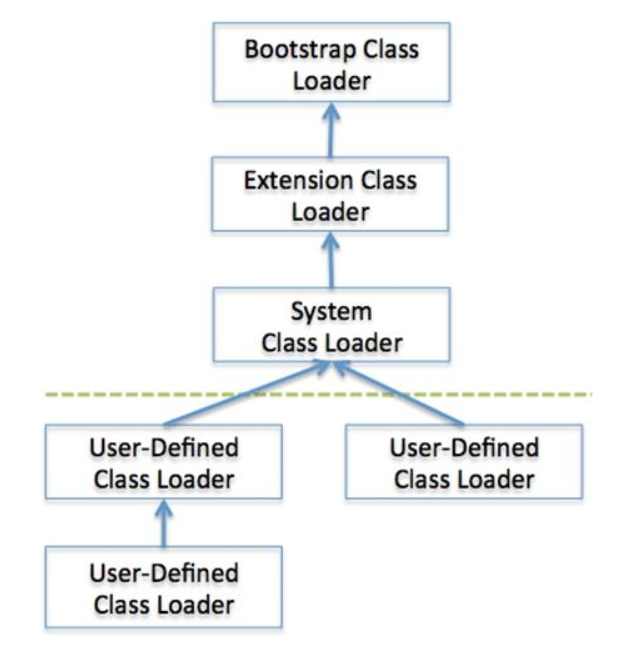 Bootstrap Class
Loader
Extension Class
Loader
System
Class Loader
User-Defined
Class Loader
User-Defined
Class Loader
User-Defined
Class Loader